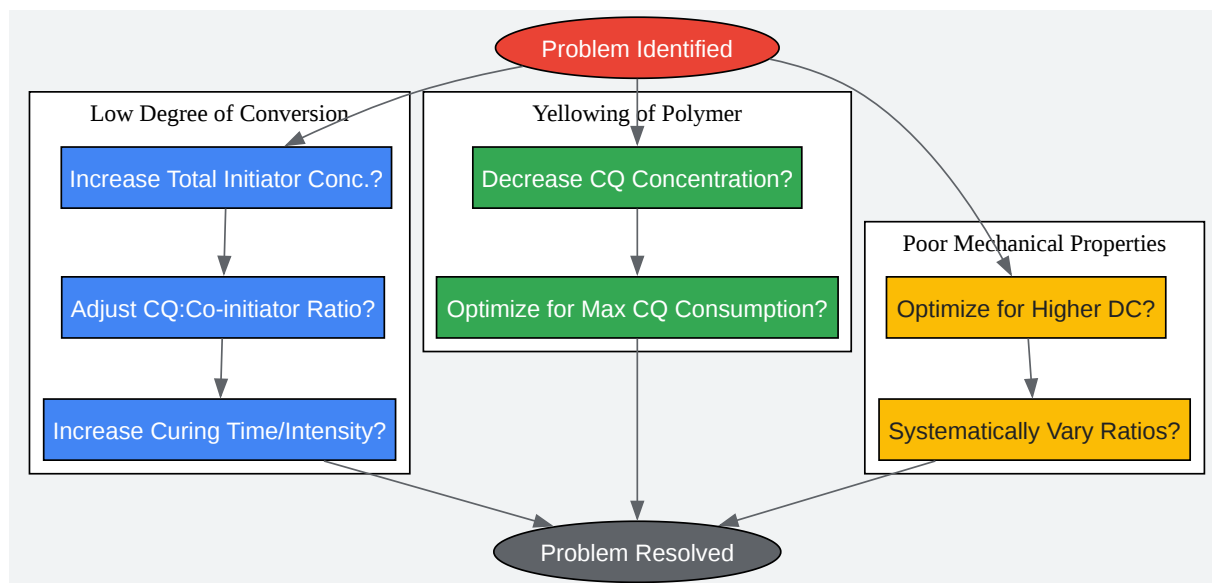 Problem Identified
Low Degree of Conversion
Increase Total Initiator Conc.?
Adjust CQ:Co-initiator Ratio?
Increase Curing Time/Intensity?
Yellowing of Polymer
Decrease CQ Concentration?
Optimize for Max CQ Consumption?
Poor Mechanical Properties
Optimize for Higher DC?
Systematically Vary Ratios?
Problem Resolved